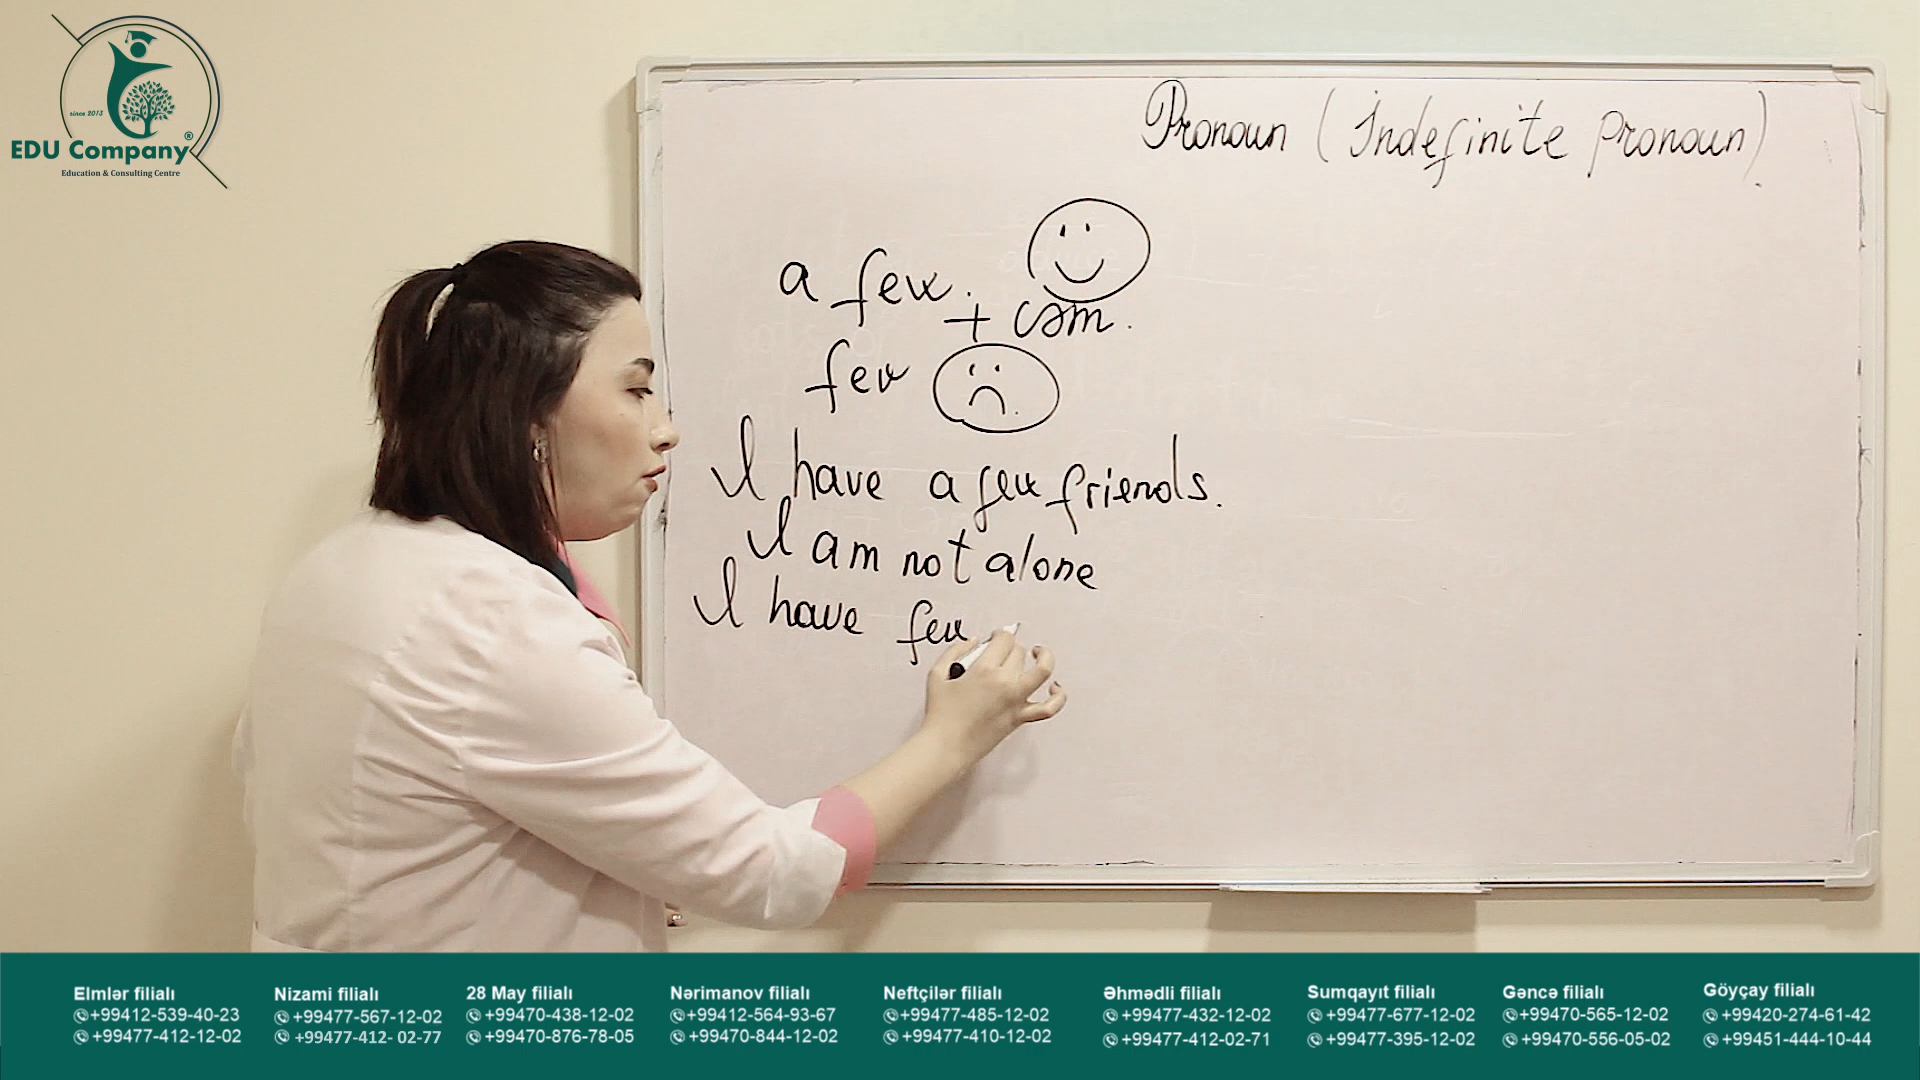 since 2013
EDU Company®
Education & Consulting Centre
Pronoun (Indefinite pronoun).
a few.
+ cəm.
few
I have a few friends.
I am not alone
I have few
Elmlər filialı
+99412-539-40-23
+99477-412-12-02
Nizami filialı
+99477-567-12-02
+99477-412- 02-77
28 May filialı
+99470-438-12-02
+99470-876-78-05
Nərimanov filialı
+99412-564-93-67
+99470-844-12-02
Neftçilər filialı
+99477-485-12-02
+99477-410-12-02
Əhmədli filialı
+99477-432-12-02
+99477-412-02-71
Sumqayıt filialı
+99477-677-12-02
+99477-395-12-02
Gəncə filialı
+99470-565-12-02
+99470-556-05-02
Göyçay filialı
+99420-274-61-42
+99451-444-10-44